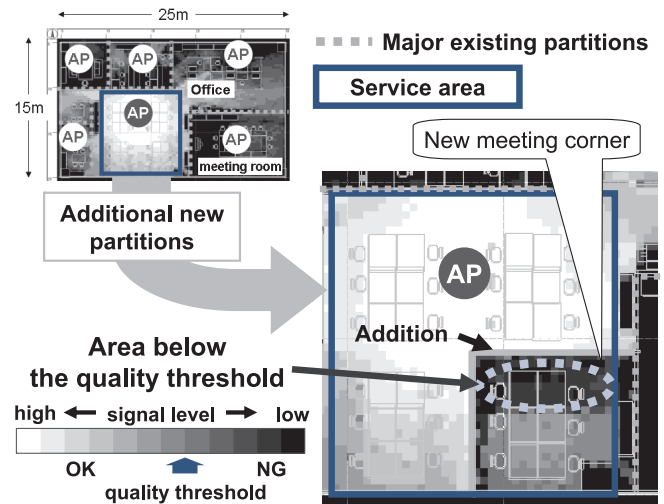 25m
15m
AP
AP
AP
AP
AP
AP
Office
meeting room
Major existing partitions
Service area
New meeting corner
Additional new
partitions
AP
Addition
Area below
the quality threshold
high signal level low
OK NG
quality threshold